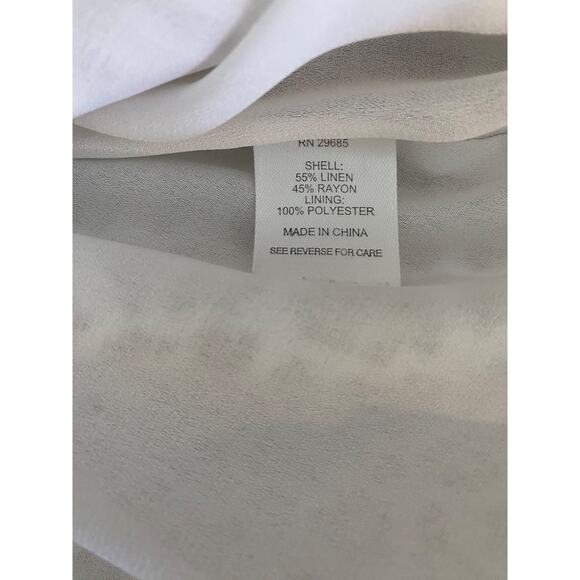 RN 29685
SHELL:
55% LINEN
45% RAYON
LINING:
100% POLYESTER
MADE IN CHINA
SEE REVERSE FOR CARE